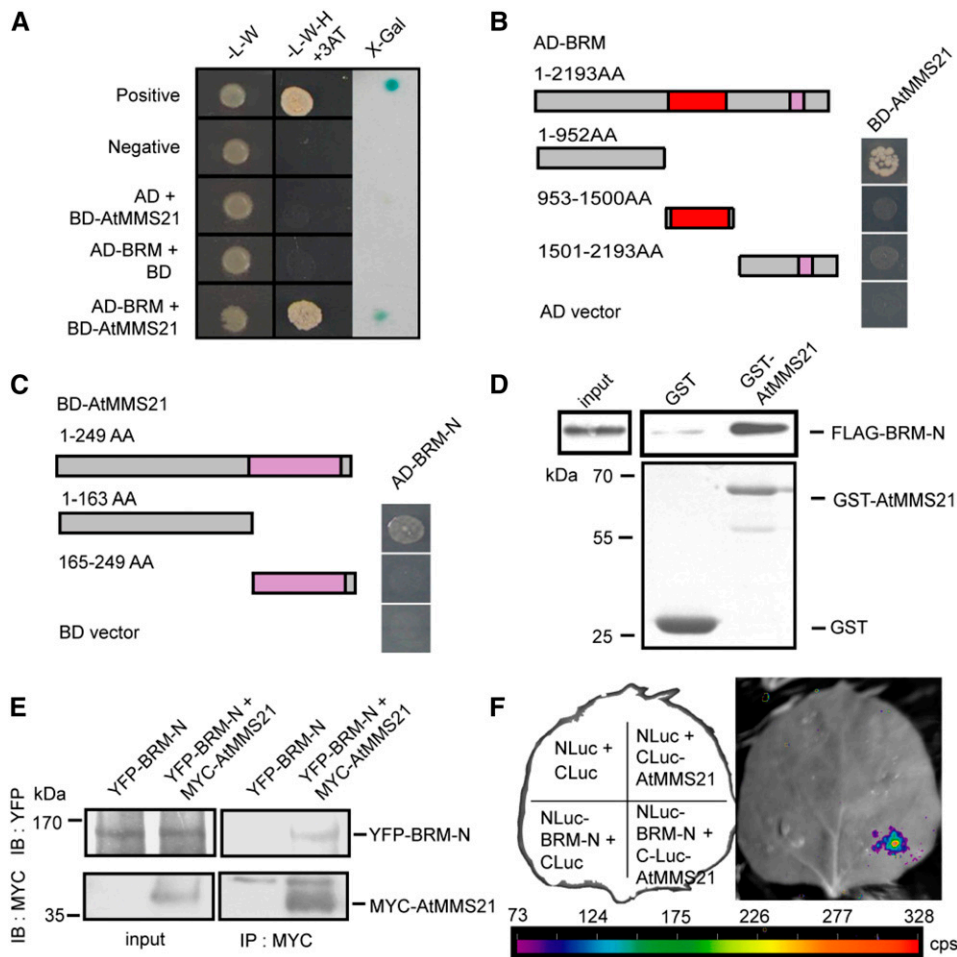 A
-L-W
-L-W-H
+3AT
X-Gal
Positive
Negative
AD +
BD-AtMMS21
AD-BRM +
BD
AD-BRM +
BD-AtMMS21
B
AD-BRM
1-2193AA
1-952AA
953-1500AA
1501-2193AA
AD vector
BD-AtMMS21
C
BD-AtMMS21
1-249 AA
1-163 AA
165-249 AA
BD vector
AD-BRM-N
D
input
GST
GST-
AtMMS21
FLAG-BRM-N
kDa
70
55
25
GST-AtMMS21
GST
E
YFP-BRM-N
YFP-BRM-N +
MYC-AtMMS21
YFP-BRM-N
YFP-BRM-N +
MYC-AtMMS21
kDa
170
35
IB : YFP
IB : MYC
YFP-BRM-N
MYC-AtMMS21
input
IP : MYC
F
NLuc +
CLuc
NLuc +
CLuc-
AtMMS21
NLuc-
BRM-N +
CLuc
NLuc-
BRM-N +
C-Luc-
AtMMS21
73 124 175 226 277 328
cps